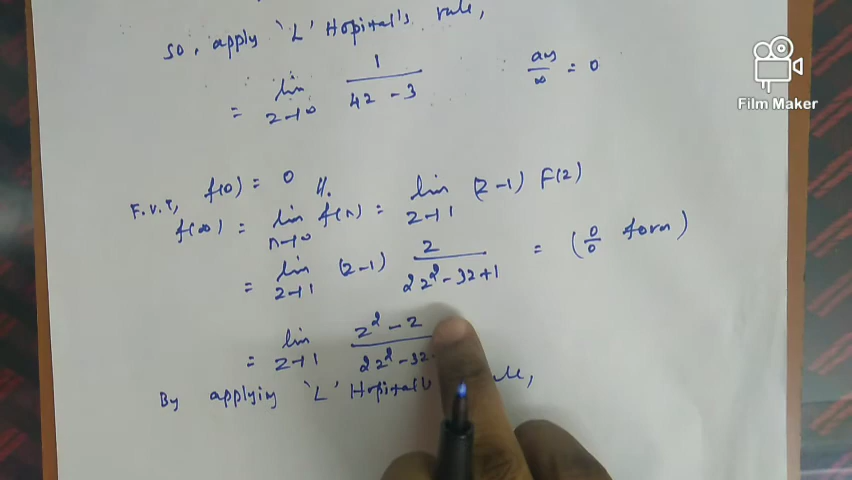 So, apply 'L' Hopital's rule,
= lim z→∞ 1 / 4z - 3
any / ∞ = 0
f(0) = 0 //.
F.V.T, f(∞) = lim n→∞ f(n) = lim z→1 (z-1) F(z)
= lim z→1 (z-1) z / 2z² - 3z + 1 = (0/0 form)
= lim z→1 z² - z / 2z² - 3z
By applying 'L' Hopital's
Film Maker